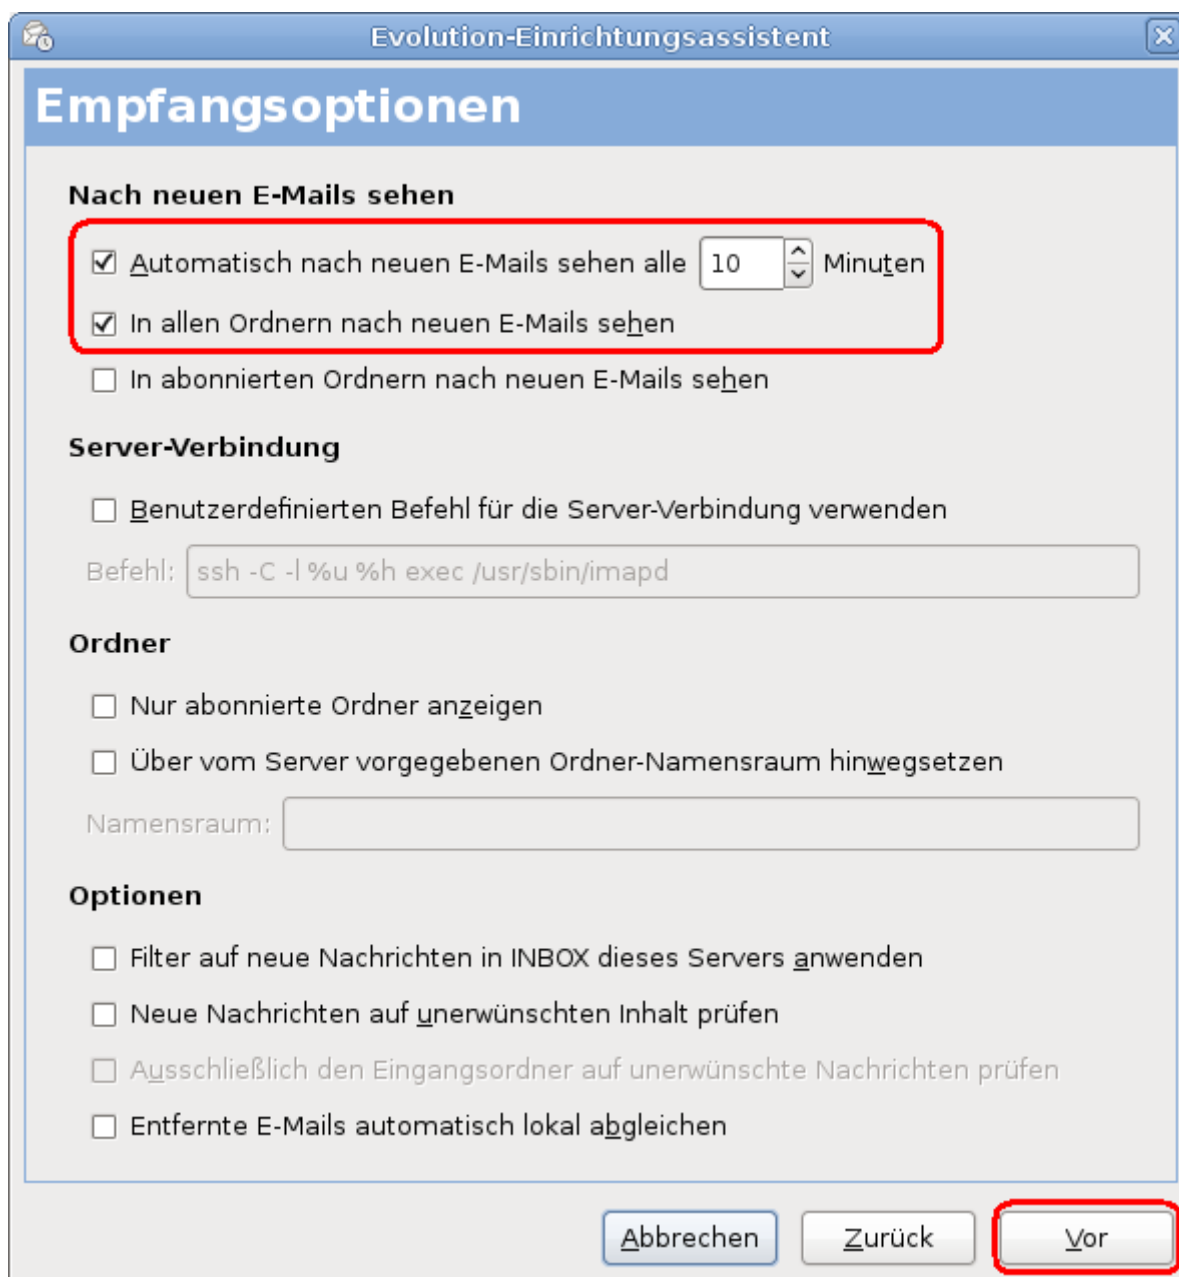 Evolution-Einrichtungsassistent
Empfangsoptionen
Nach neuen E-Mails sehen
Automatisch nach neuen E-Mails sehen alle 10 Minuten
In allen Ordnern nach neuen E-Mails sehen
In abonnierten Ordnern nach neuen E-Mails sehen
Server-Verbindung
Benutzerdefinierten Befehl für die Server-Verbindung verwenden
Befehl: ssh -C -l %u %h exec /usr/sbin/imapd
Ordner
Nur abonnierte Ordner anzeigen
Über vom Server vorgegebenen Ordner-Namensraum hinwegsetzen
Namensraum:
Optionen
Filter auf neue Nachrichten in INBOX dieses Servers anwenden
Neue Nachrichten auf unerwünschten Inhalt prüfen
Ausschließlich den Eingangsordner auf unerwünschte Nachrichten prüfen
Entfernte E-Mails automatisch lokal abgleichen
Abbrechen Zurück Vor